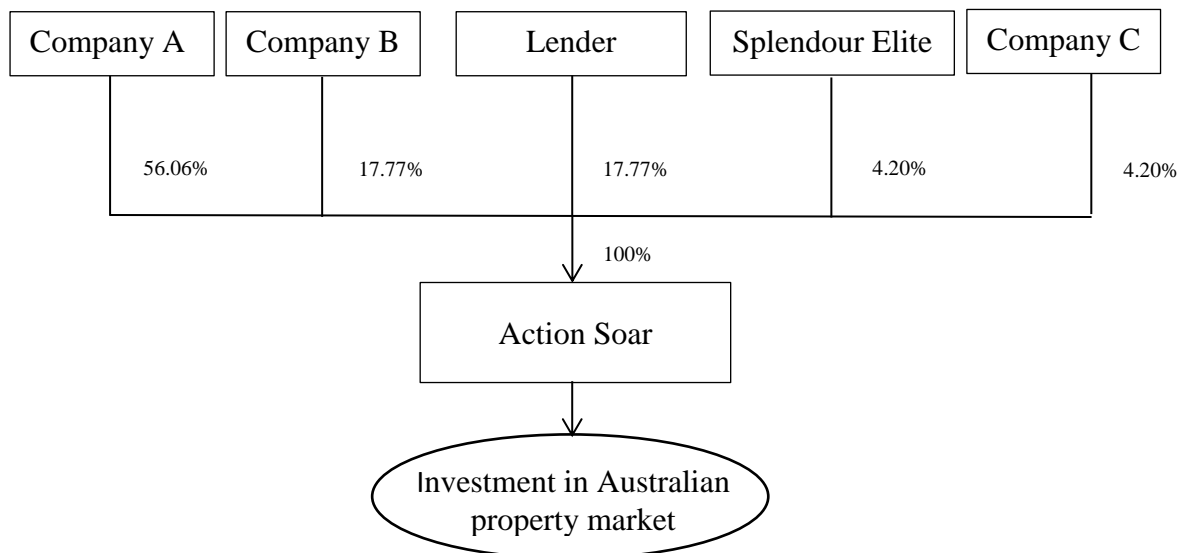 Company A
Company B
Lender
Splendour Elite
Company C
56.06%
17.77%
17.77%
4.20%
4.20%
100%
Action Soar
Investment in Australian
property market